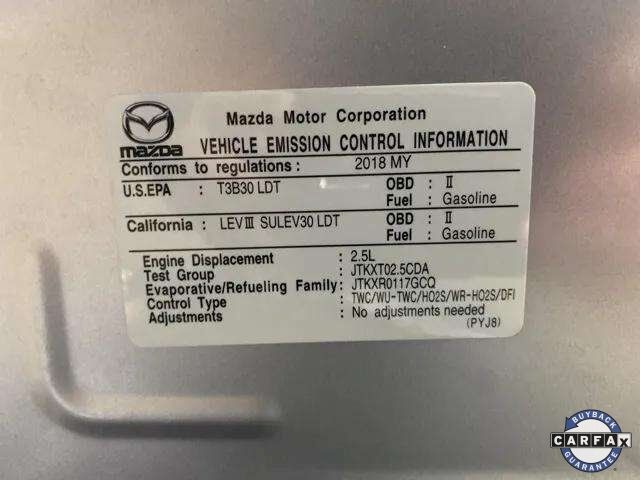 Mazda Motor Corporation
mazda VEHICLE EMISSION CONTROL INFORMATION
Conforms to regulations : 2018 MY
U.S.EPA : T3B30 LDT OBD : II
Fuel : Gasoline
California : LEVIII SULEV30 LDT OBD : II
Fuel : Gasoline
Engine Displacement : 2.5L
Test Group : JTKXT02.5CDA
Evaporative/Refueling Family: JTKXR0117GCQ
Control Type : TWC/WU-TWC/HO2S/WR-HO2S/DFI
Adjustments : No adjustments needed
(PYJ8)
BUYBACK
CARFAX
GUARANTEE